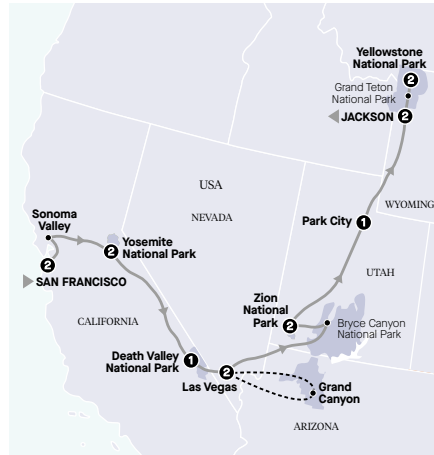 Yellowstone
National Park
2
Grand Teton
National Park
JACKSON 2
WYOMING
USA
NEVADA
Sonoma
Valley
2 Yosemite
National Park
Park City 1
2
SAN FRANCISCO
UTAH
Zion
National
Park 2
Bryce Canyon
National Park
CALIFORNIA
Death Valley
National Park 1
2
Las Vegas
Grand
Canyon
ARIZONA